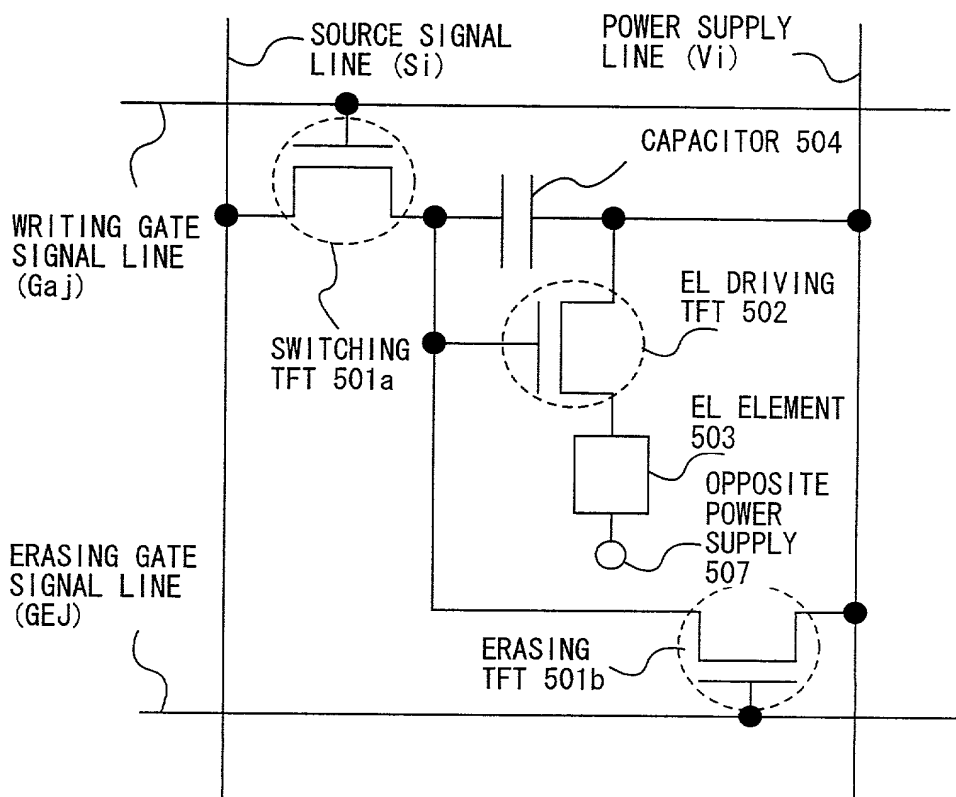 SOURCE SIGNAL
LINE (Si)
POWER SUPPLY
LINE (Vi)
CAPACITOR 504
WRITING GATE
SIGNAL LINE
(Gaj)
EL DRIVING
TFT 502
SWITCHING
TFT 501a
EL ELEMENT
503
OPPOSITE
POWER
SUPPLY
507
ERASING GATE
SIGNAL LINE
(GEJ)
ERASING
TFT 501b